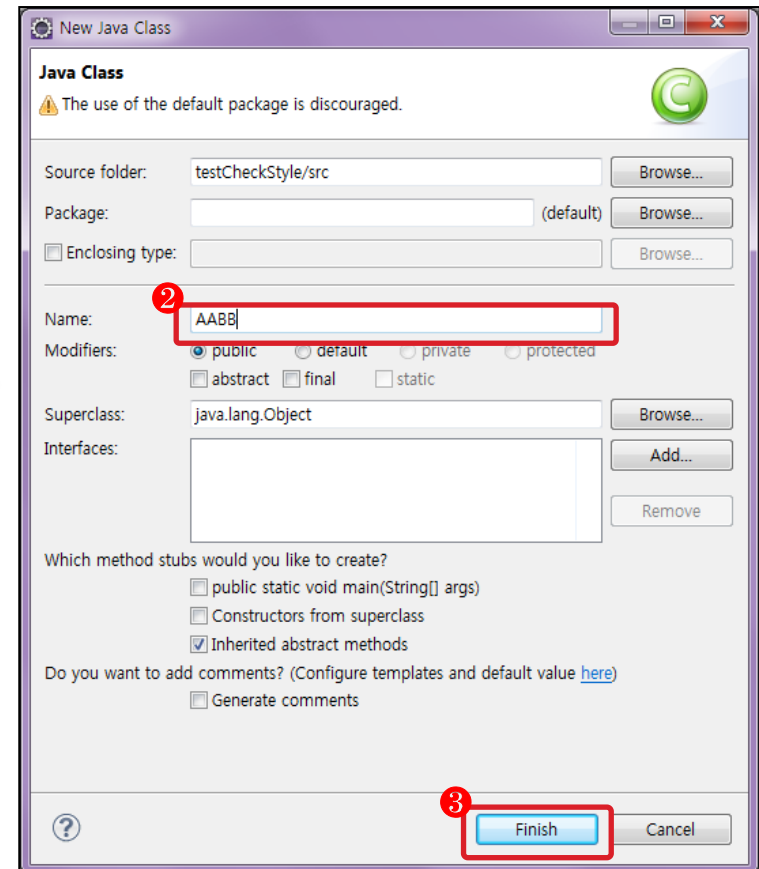 New Java Class
Java Class
The use of the default package is discouraged.
Source folder: testCheckStyle/src Browse...
Package: (default) Browse...
Enclosing type: Browse...
2
Name: AABB
Modifiers: public default private protected
abstract final static
Superclass: java.lang.Object Browse...
Interfaces: Add...
Remove
Which method stubs would you like to create?
public static void main(String[] args)
Constructors from superclass
Inherited abstract methods
Do you want to add comments? (Configure templates and default value here)
Generate comments
3
? Finish Cancel